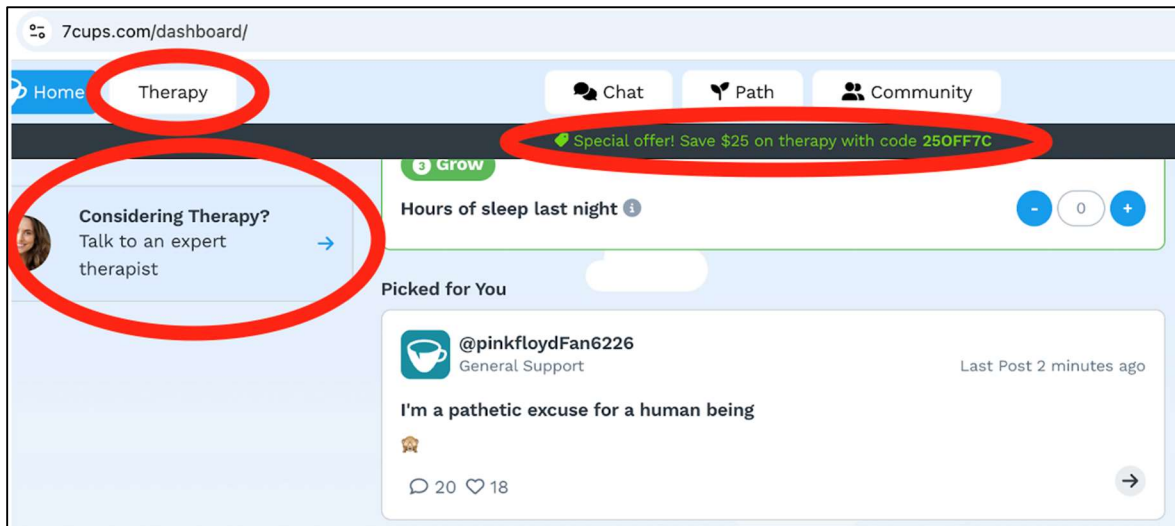 7cups.com/dashboard/
Home
Therapy
Chat
Path
Community
Special offer! Save $25 on therapy with code 25OFF7C
3 Grow
Considering Therapy?
Talk to an expert
therapist
Hours of sleep last night
- 0 +
Picked for You
@pinkfloydFan6226
General Support
Last Post 2 minutes ago
I'm a pathetic excuse for a human being
🙈
20 18